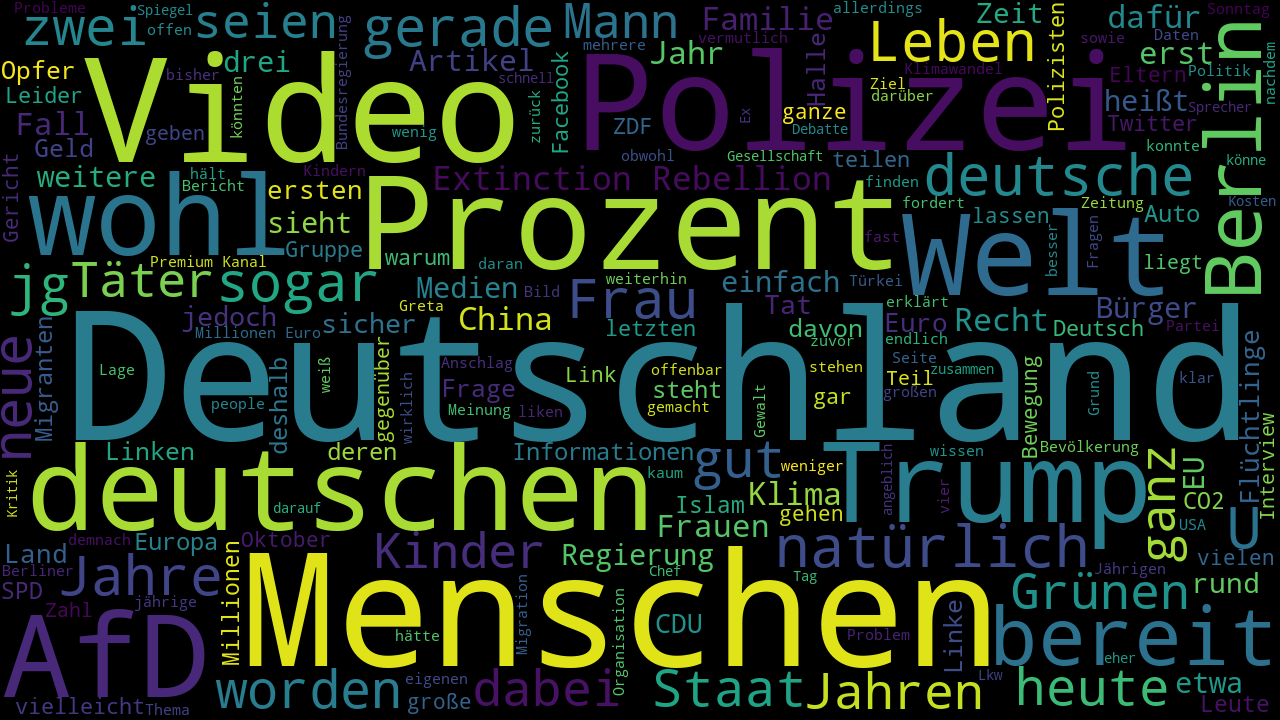 Probleme
Spiegel
zwei
offen
seien
Bundesregierung
gerade
Mann
mehrere
Familie
vermutlich
allerdings
Zeit
Polizisten
dafür
Sonntag
Daten
sowie
erst
Berlin
nachdem
Opfer
Leider
Video
bisher
drei
könnten
Artikel
schnell
wenig
zurück
Facebook
Polizei
Jahr
Halle
Leben
Klimawandel
Ziel
darüber
ganze
Debatte
Ex
ZDF
Eltern
Politik
heißt
Sprecher
Twitter
konnte
könne
Fall
geben
Geld
Gericht
weitere
hält
Bericht
Kindern
ersten
obwohl
Gesellschaft
teilen
Extinction Rebellion
finden
deutsche
Kosten
wohl
sieht
Prozent
fordert
Welt
lassen
Zeitung
Auto
besser
Fragen
fast
liegt
Gruppe
warum
Premium Kanal
daran
weiterhin
Türkei
jg
Täter
sogar
Medien
Bild
Frau
einfach
Tat
erklärt
Bürger
Greta
China
jedoch
Millionen Euro
sicher
letzten
davon
zuvor
Euro
endlich
Recht
Deutsch
Partei
neue
Migranten
Deutschland
Lage
people
deshalb
weiß
gegenüber
wirklich
Anschlag
Frage
Meinung
liken
Link
offenbar
steht
gemacht
Gewalt
stehen
gar
Seite
Teil
großen
zusammen
Grund
klar
Bewegung
Flüchtlinge
Interview
Kritik
Linken
deren
Informationen
kaum
gut
weniger
wissen
Bevölkerung
deutschen
darauf
Islam
Klima
gehen
Trump
angeblich
vier
ganz
EU
CO2
USA
U
Frauen
demnach
Europa
Oktober
Land
Berliner
SPD
Jahre
Kinder
Regierung
Chef
natürlich
Tag
Jährigen
vielen
Zahl
jährige
Millionen
Menschen
hätte
Migration
Organisation
CDU
Problem
Grünen
rund
Linke
bereit
eher
AfD
vielleicht
Thema
worden
eigenen
große
dabei
Staat
Jahren
Lkw
heute
etwa
Leute